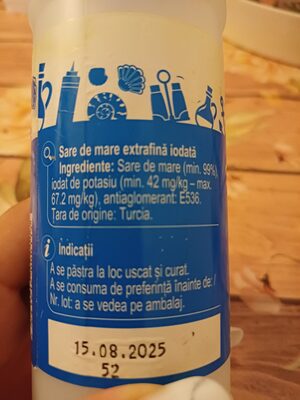 Sare de mare extrafină iodată
Ingrediente: Sare de mare (min. 99%),
iodat de potasiu (min. 42 mg/kg – max.
67.2 mg/kg), antiaglomerant: E536.
Tara de origine: Turcia.
Indicații
A se păstra la loc uscat și curat.
A se consuma de preferință înainte de: /
Nr. lot: a se vedea pe ambalaj.
15.08.2025
52